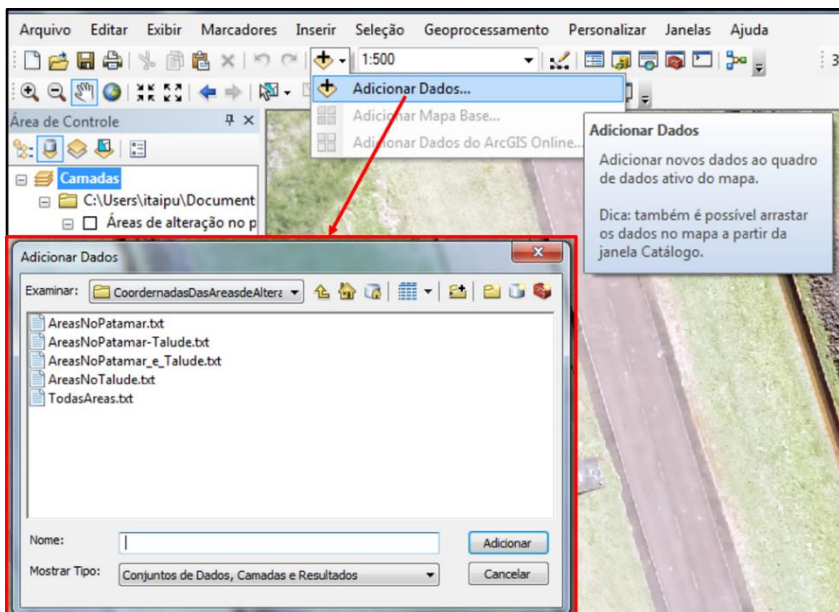 Arquivo Editar Exibir Marcadores Inserir Seleção Geoprocessamento Personalizar Janelas Ajuda
1:500
Adicionar Dados...
Adicionar Mapa Base...
Adicionar Dados do ArcGIS Online...
Adicionar Dados
Adicionar novos dados ao quadro
de dados ativo do mapa.
Dica: também é possível arrastar
os dados no mapa a partir da
janela Catálogo.
Área de Controle
Camadas
C:\Users\itaipu\Document
Áreas de alteração no p
Adicionar Dados
Examinar: CoordernadasDasAreasdeAltera
AreasNoPatamar.txt
AreasNoPatamar-Talude.txt
AreasNoPatamar_e_Talude.txt
AreasNoTalude.txt
TodasAreas.txt
Nome: Adicionar
Mostrar Tipo: Conjuntos de Dados, Camadas e Resultados Cancelar